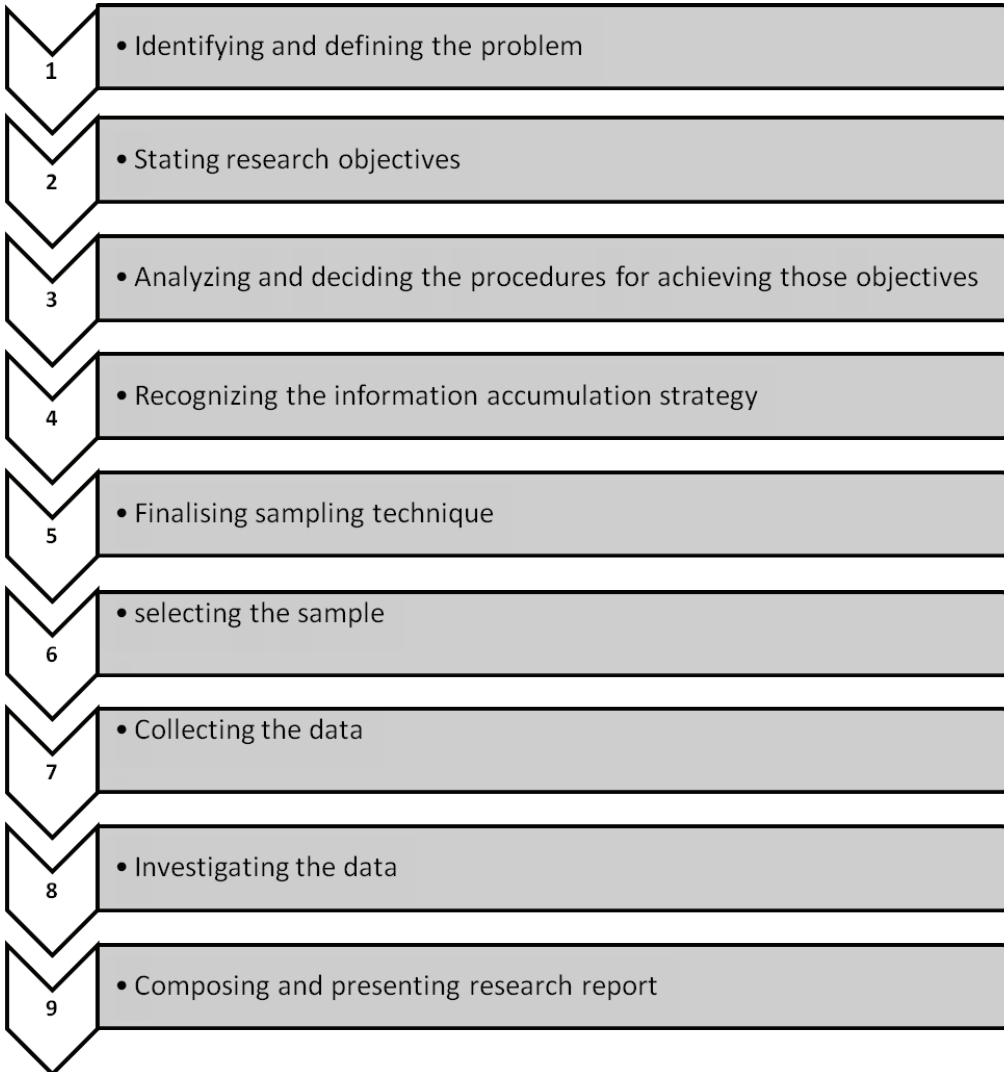 1
• Identifying and defining the problem
2
• Stating research objectives
3
• Analyzing and deciding the procedures for achieving those objectives
4
• Recognizing the information accumulation strategy
5
• Finalising sampling technique
6
• selecting the sample
7
• Collecting the data
8
• Investigating the data
9
• Composing and presenting research report